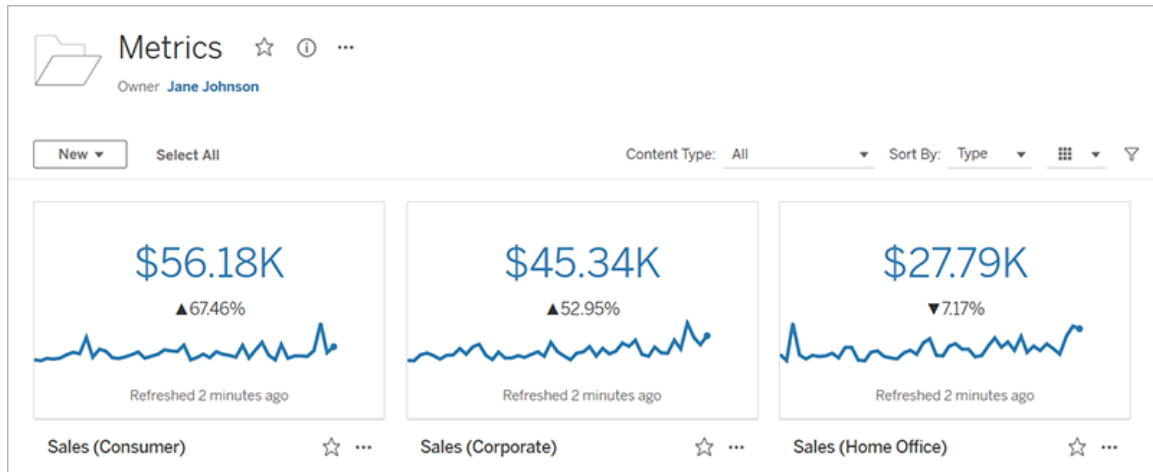 Metrics
Owner Jane Johnson
New Select All Content Type: All Sort By: Type
$56.18K $45.34K $27.79K
▲67.46% ▲52.95% ▼7.17%
Refreshed 2 minutes ago Refreshed 2 minutes ago Refreshed 2 minutes ago
Sales (Consumer) Sales (Corporate) Sales (Home Office)